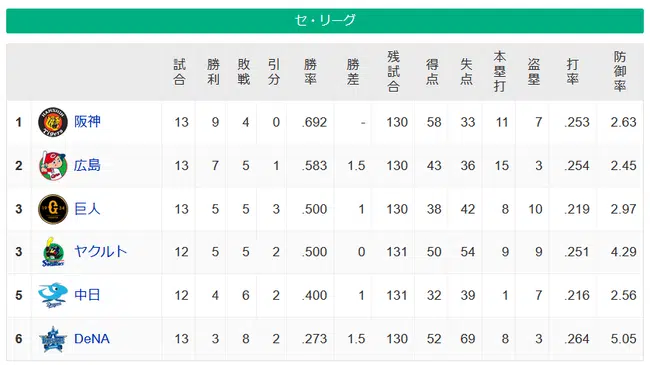 セ・リーグ
試合 勝利 敗戦 引分 勝率 勝差 残試合 得点 失点 本塁打 盗塁 打率 防御率
1 阪神 13 9 4 0 .692 - 130 58 33 11 7 .253 2.63
2 広島 13 7 5 1 .583 1.5 130 43 36 15 3 .254 2.45
3 巨人 13 5 5 3 .500 1 130 38 42 8 10 .219 2.97
3 ヤクルト 12 5 5 2 .500 0 131 50 54 9 9 .251 4.29
5 中日 12 4 6 2 .400 1 131 32 39 1 7 .216 2.56
6 DeNA 13 3 8 2 .273 1.5 130 52 69 8 3 .264 5.05